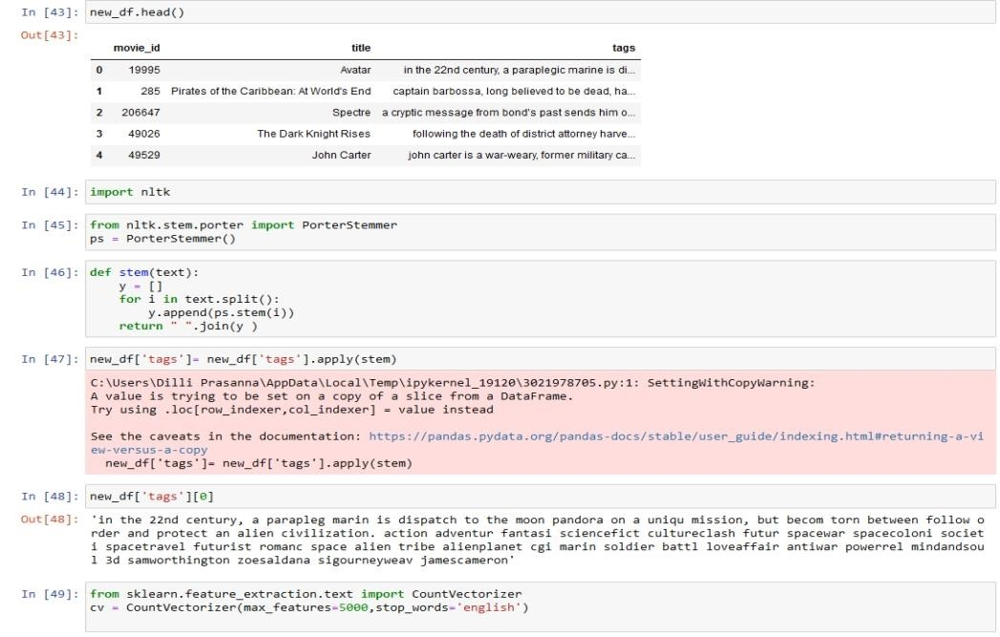 In [43]: new_df.head()
Out[43]:
movie_id title tags
0 19995 Avatar in the 22nd century, a paraplegic marine is di...
1 285 Pirates of the Caribbean: At World's End captain barbossa, long believed to be dead, ha...
2 206647 Spectre a cryptic message from bond's past sends him o...
3 49026 The Dark Knight Rises following the death of district attorney harve...
4 49529 John Carter john carter is a war-weary, former military ca...
In [44]: import nltk
In [45]: from nltk.stem.porter import PorterStemmer
ps = PorterStemmer()
In [46]: def stem(text):
    y = []
    for i in text.split():
        y.append(ps.stem(i))
    return " ".join(y )
In [47]: new_df['tags']= new_df['tags'].apply(stem)
C:\Users\Dilli Prasanna\AppData\Local\Temp\ipykernel_19120\3021978705.py:1: SettingWithCopyWarning:
A value is trying to be set on a copy of a slice from a DataFrame.
Try using .loc[row_indexer,col_indexer] = value instead
See the caveats in the documentation: https://pandas.pydata.org/pandas-docs/stable/user_guide/indexing.html#returning-a-vi
ew-versus-a-copy
  new_df['tags']= new_df['tags'].apply(stem)
In [48]: new_df['tags'][0]
Out[48]: 'in the 22nd century, a parapleg marin is dispatch to the moon pandora on a uniqu mission, but becom torn between follow o
rder and protect an alien civilization. action adventur fantasi sciencefict cultureclash futur spacewar spacecoloni societ
i spacetravel futurist romanc space alien tribe alienplanet cgi marin soldier battl loveaffair antiwar powerrel mindandsou
l 3d samworthington zoesaldana sigourneyweav jamescameron'
In [49]: from sklearn.feature_extraction.text import CountVectorizer
cv = CountVectorizer(max_features=5000,stop_words='english')